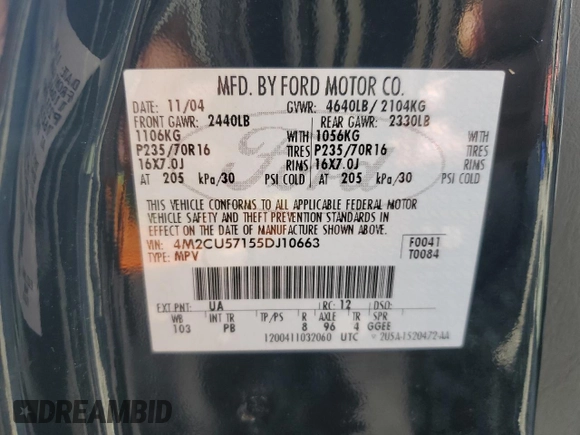 MFD. BY FORD MOTOR CO.
DATE: 11/04 GVWR: 4640LB/ 2104KG
FRONT GAWR: 2440LB REAR GAWR: 2330LB
1106KG WITH 1056KG WITH
P235/70R16 TIRES P235/70R16 TIRES
16X7.0J RIMS 16X7.0J RIMS
AT 205 kPa/30 PSI COLD AT 205 kPa/30 PSI COLD
Ford
THIS VEHICLE CONFORMS TO ALL APPLICABLE FEDERAL MOTOR
VEHICLE SAFETY AND THEFT PREVENTION STANDARDS IN
EFFECT ON THE DATE OF MANUFACTURE SHOWN ABOVE.
VIN: 4M2CU57155DJ10663 F0041
TYPE: MPV T0084
EXT PNT: UA RC: 12 DSO:
WB INT TR TP/PS R AXLE TR SPR
103 PB 8 96 4 GGEE
1200411032060 UTC
DREAMBID